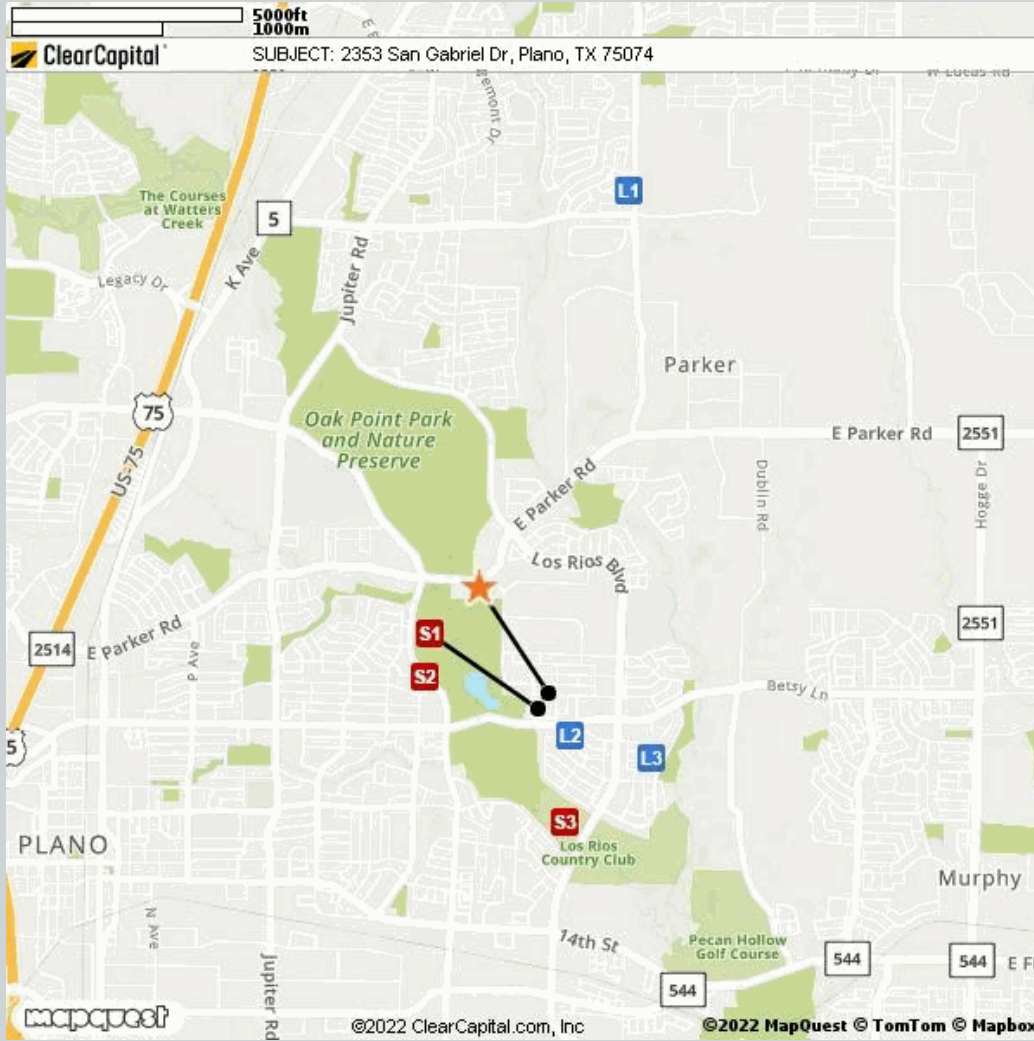 5000ft
1000m
ClearCapital
SUBJECT: 2353 San Gabriel Dr, Plano, TX 75074
The Courses
at Watters
Creek
5
L1
K Ave
Jupiter Rd
Legacy Dr
Parker
75
US-75
Oak Point Park
and Nature
Preserve
E Parker Rd
2551
E Parker Rd
Dublin Rd
Hogge Dr
Los Rios Blvd
S1
2514
E Parker Rd
P Ave
S2
2551
Betsy Ln
5
L2
L3
S3
Los Rios
Country Club
PLANO
Murphy
N Ave
14th St
Pecan Hollow
Golf Course
544
544
544
Jupiter Rd
mapquest
©2022 ClearCapital.com, Inc
©2022 MapQuest © TomTom © Mapbox